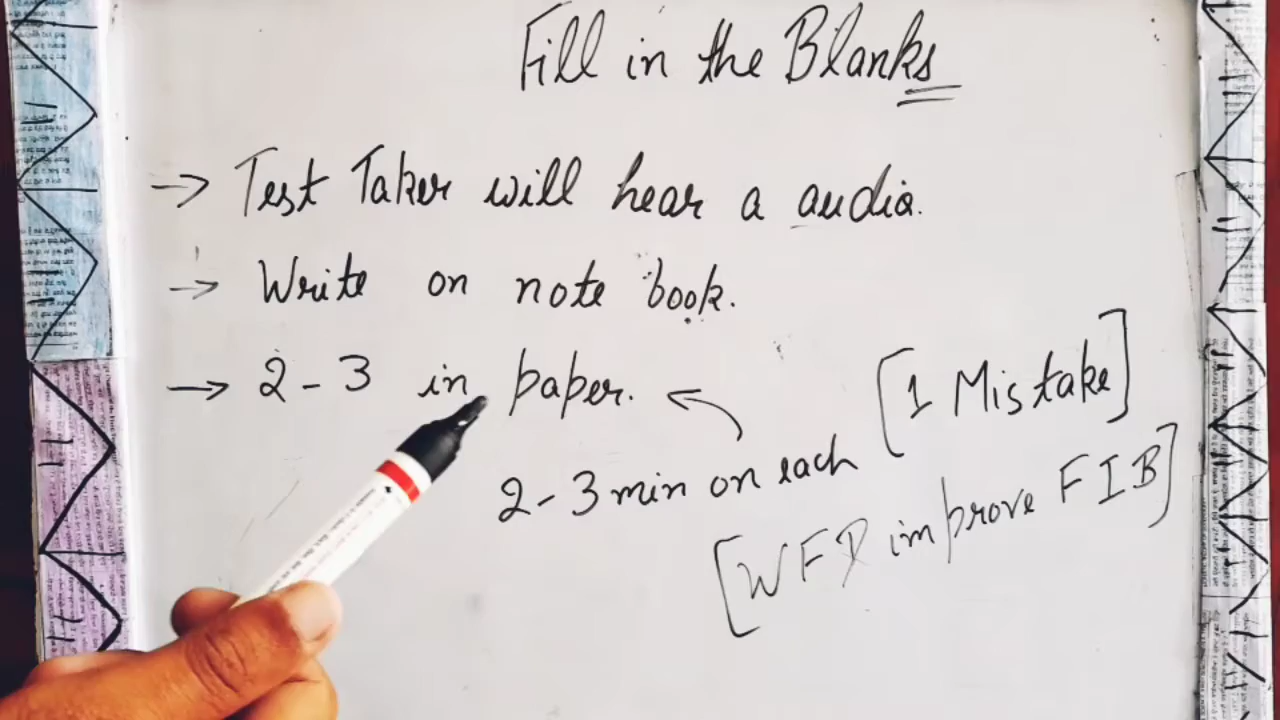 Fill in the Blanks
→ Test Taker will hear a audio.
→ Write on note book.
→ 2-3 in paper.
[1 Mistake]
2-3 min on each
[WFD improve FIB]